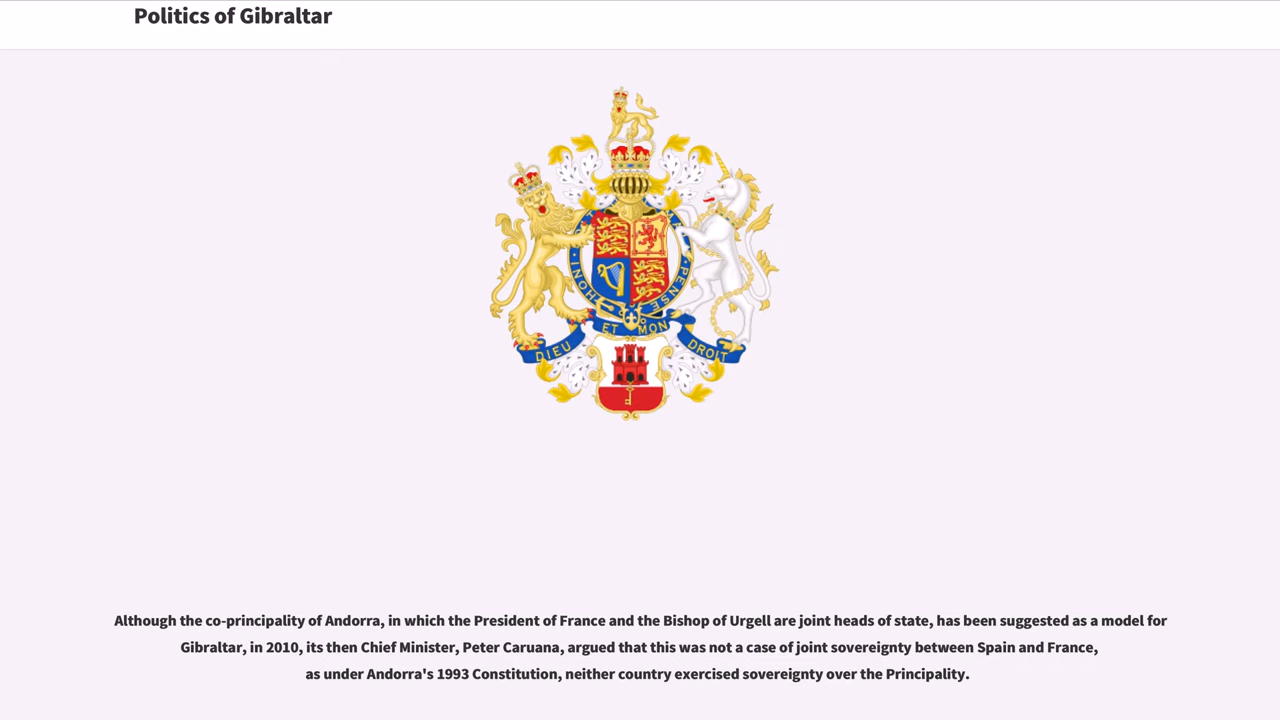 Politics of Gibraltar
HONI
PENSE
DIEU ET MON DROIT
Although the co-principality of Andorra, in which the President of France and the Bishop of Urgell are joint heads of state, has been suggested as a model for
Gibraltar, in 2010, its then Chief Minister, Peter Caruana, argued that this was not a case of joint sovereignty between Spain and France,
as under Andorra's 1993 Constitution, neither country exercised sovereignty over the Principality.